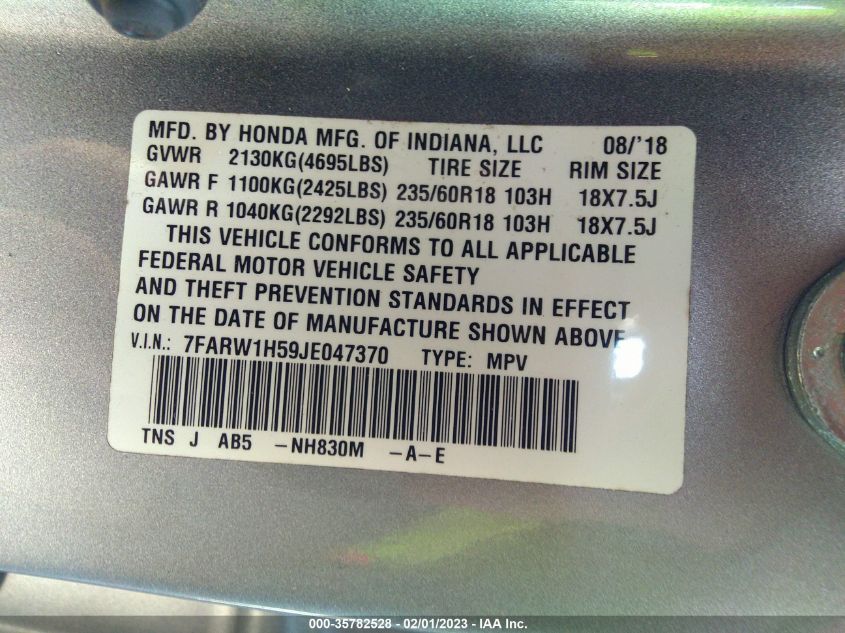 MFD. BY HONDA MFG. OF INDIANA, LLC 08/'18
GVWR 2130KG(4695LBS) TIRE SIZE RIM SIZE
GAWR F 1100KG(2425LBS) 235/60R18 103H 18X7.5J
GAWR R 1040KG(2292LBS) 235/60R18 103H 18X7.5J
THIS VEHICLE CONFORMS TO ALL APPLICABLE
FEDERAL MOTOR VEHICLE SAFETY
AND THEFT PREVENTION STANDARDS IN EFFECT
ON THE DATE OF MANUFACTURE SHOWN ABOVE
V.I.N.: 7FARW1H59JE047370 TYPE: MPV
TNS J AB5 -NH830M -A-E
000-35782528 - 02/01/2023 - IAA Inc.